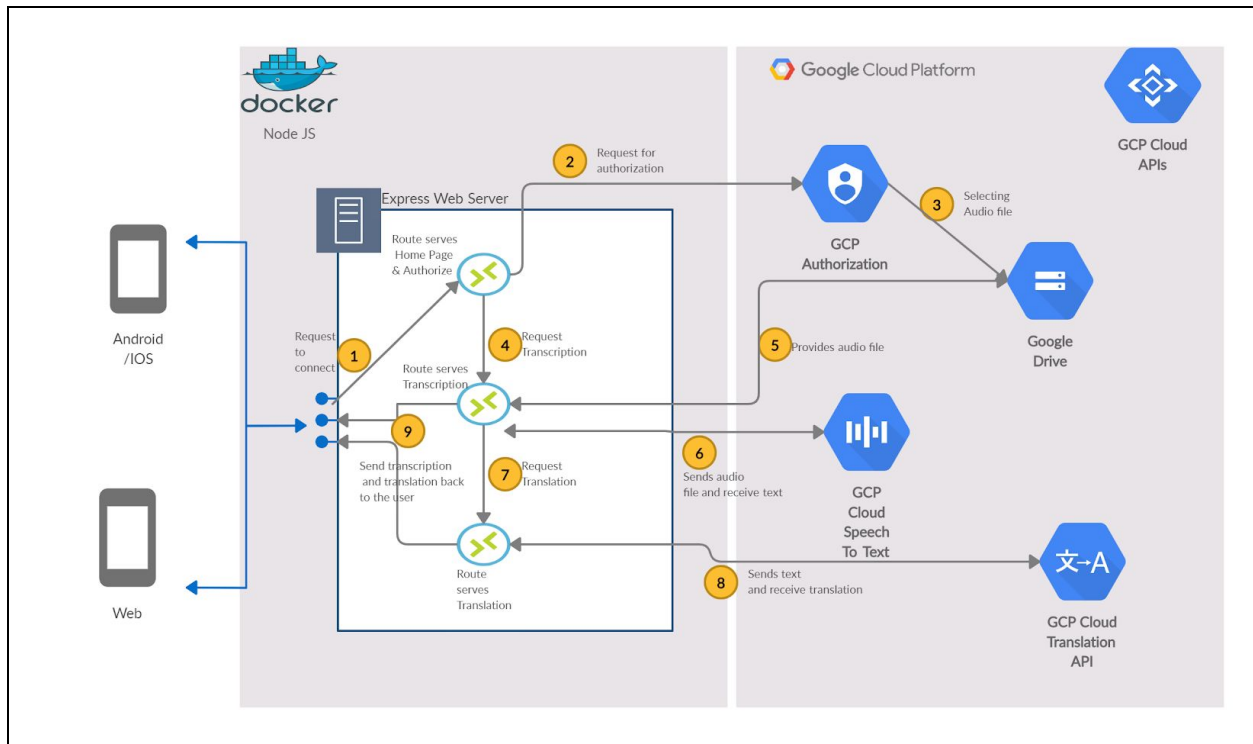 docker
Node JS
Google Cloud Platform
GCP Cloud
APIs
Express Web Server
2
Request for
authorization
GCP
Authorization
3
Selecting
Audio file
Google
Drive
Android
/IOS
Web
Route serves
Home Page
& Authorize
Request
to
connect
1
4
Request
Transcription
5
Provides audio file
Route serves
Transcription
9
Send transcription
and translation back
to the user
6
Sends audio
file and receive text
GCP
Cloud
Speech
To Text
7
Request
Translation
Route
serves
Translation
8
Sends text
and receive translation
文→A
GCP Cloud
Translation
API